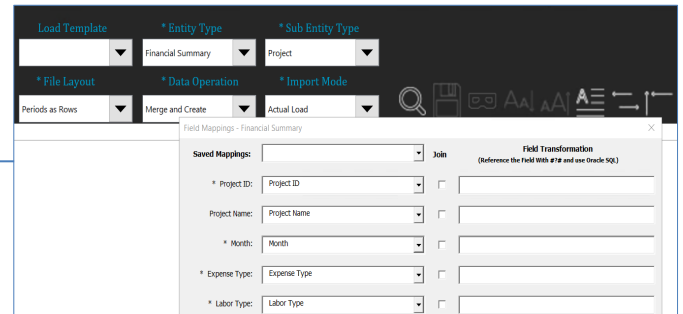 Load Template * Entity Type * Sub Entity Type
Financial Summary Project
* File Layout * Data Operation * Import Mode
Periods as Rows Merge and Create Actual Load
Field Mappings - Financial Summary
Saved Mappings: Join Field Transformation
(Reference the Field With #?# and use Oracle SQL)
* Project ID: Project ID
Project Name: Project Name
* Month: Month
* Expense Type: Expense Type
* Labor Type: Labor Type